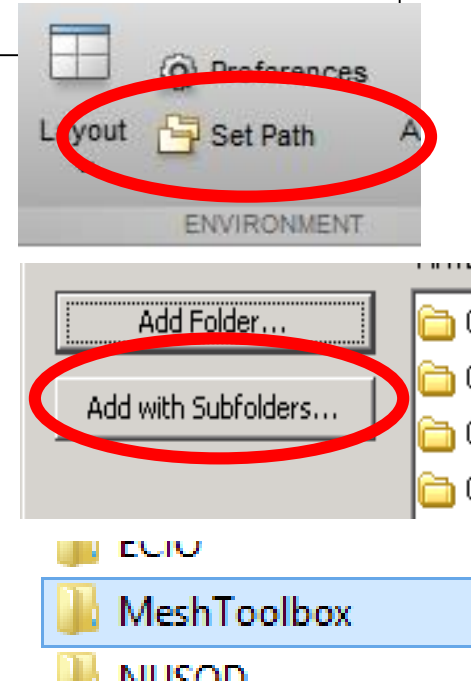 Preferences
Layout
Set Path
ENVIRONMENT
Add Folder...
Add with Subfolders...
MeshToolbox